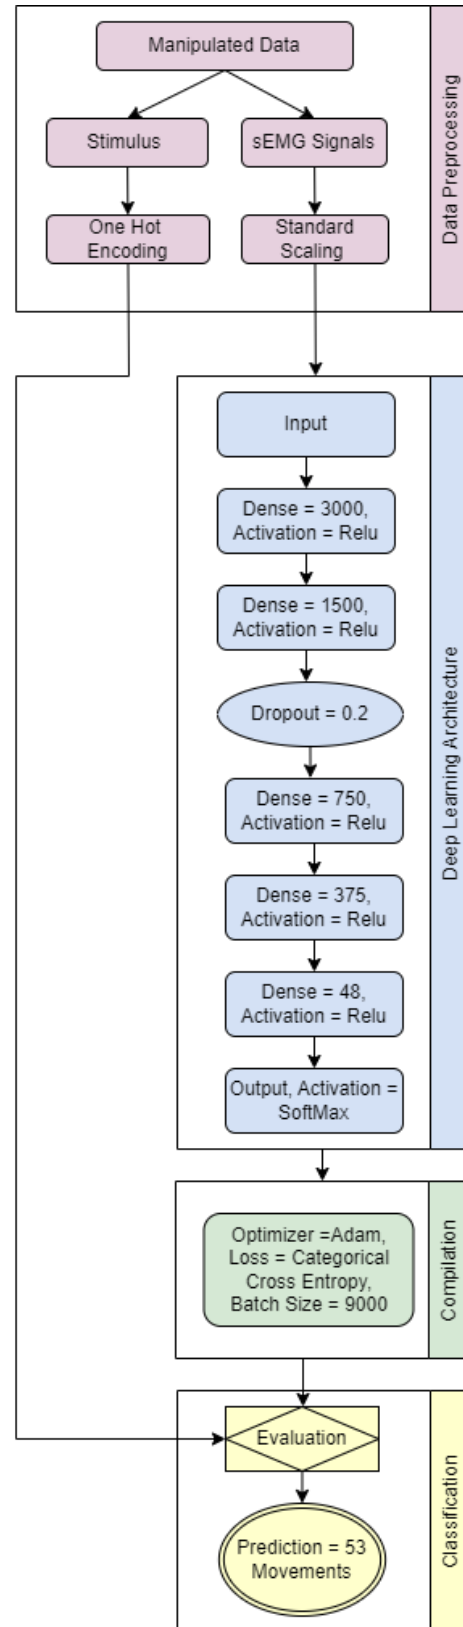 Manipulated Data
Stimulus
sEMG Signals
One Hot
Encoding
Standard
Scaling
Data Preprocessing
Input
Dense = 3000,
Activation = Relu
Dense = 1500,
Activation = Relu
Dropout = 0.2
Dense = 750,
Activation = Relu
Dense = 375,
Activation = Relu
Dense = 48,
Activation = Relu
Output, Activation =
SoftMax
Deep Learning Architecture
Optimizer =Adam,
Loss = Categorical
Cross Entropy,
Batch Size = 9000
Compilation
Evaluation
Prediction = 53
Movements
Classification